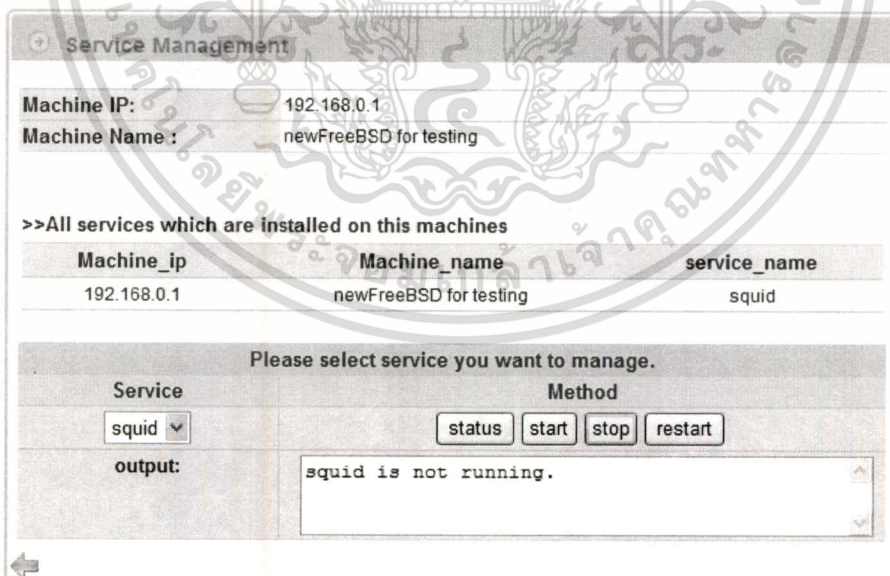 Service Management
Machine IP: 192.168.0.1
Machine Name : newFreeBSD for testing
>>All services which are installed on this machines
Machine_ip Machine_name service_name
192.168.0.1 newFreeBSD for testing squid
Please select service you want to manage.
Service Method
squid status start stop restart
output: squid is not running.